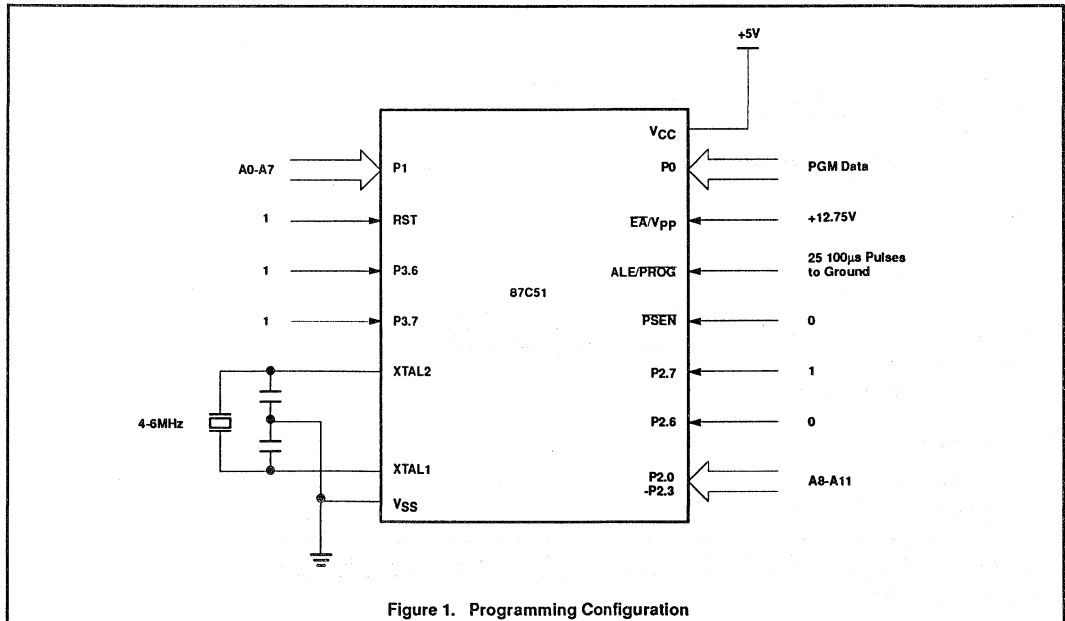 +5V
VCC
A0-A7
P1
P0
PGM Data
1
RST
EA/VPP
+12.75V
1
P3.6
ALE/PROG
25 100µs Pulses
to Ground
87C51
1
P3.7
PSEN
0
XTAL2
P2.7
1
4-6MHz
P2.6
0
XTAL1
P2.0
-P2.3
A8-A11
VSS
Figure 1. Programming Configuration